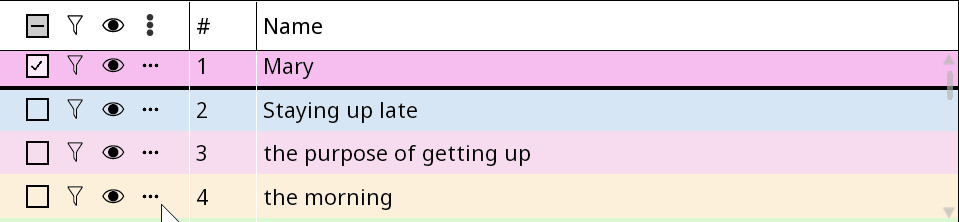 # Name
1 Mary
2 Staying up late
3 the purpose of getting up
4 the morning